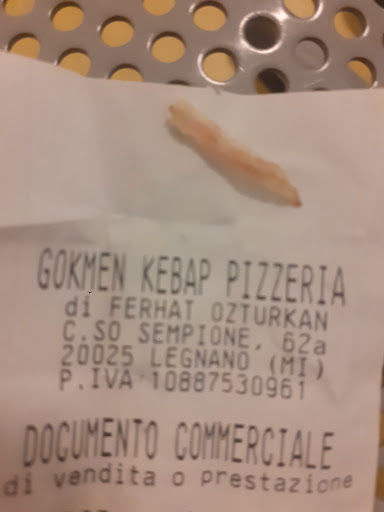 GOKMEN KEBAP PIZZERIA
di FERHAT OZTURKAN
C.SO SEMPIONE, 62a
20025 LEGNANO (MI)
P.IVA 10887530961
DOCUMENTO COMMERCIALE
di vendita o prestazione